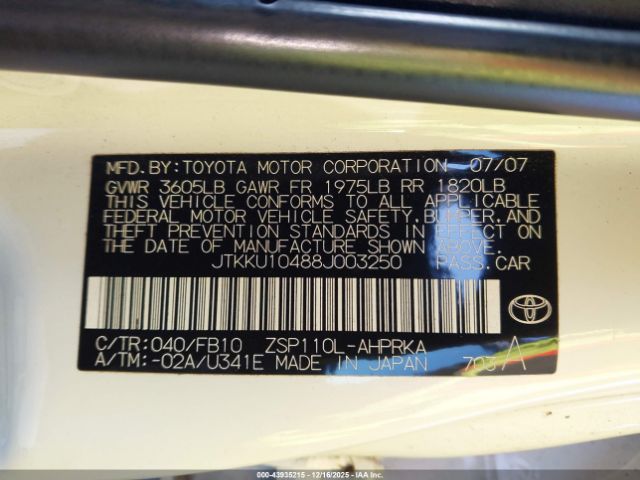 MFD. BY: TOYOTA MOTOR CORPORATION 07/07
GVWR 3605LB GAWR FR 1975LB RR 1820LB
THIS VEHICLE CONFORMS TO ALL APPLICABLE
FEDERAL MOTOR VEHICLE SAFETY, BUMPER, AND
THEFT PREVENTION STANDARDS IN EFFECT ON
THE DATE OF MANUFACTURE SHOWN ABOVE.
JTKKU10488J003250 PASS. CAR
C/TR: 040/FB10 ZSP110L-AHPRKA
A/TM: -02A/U341E MADE IN JAPAN 703 A
000-43935215 - 12/16/2025 - IAA Inc.